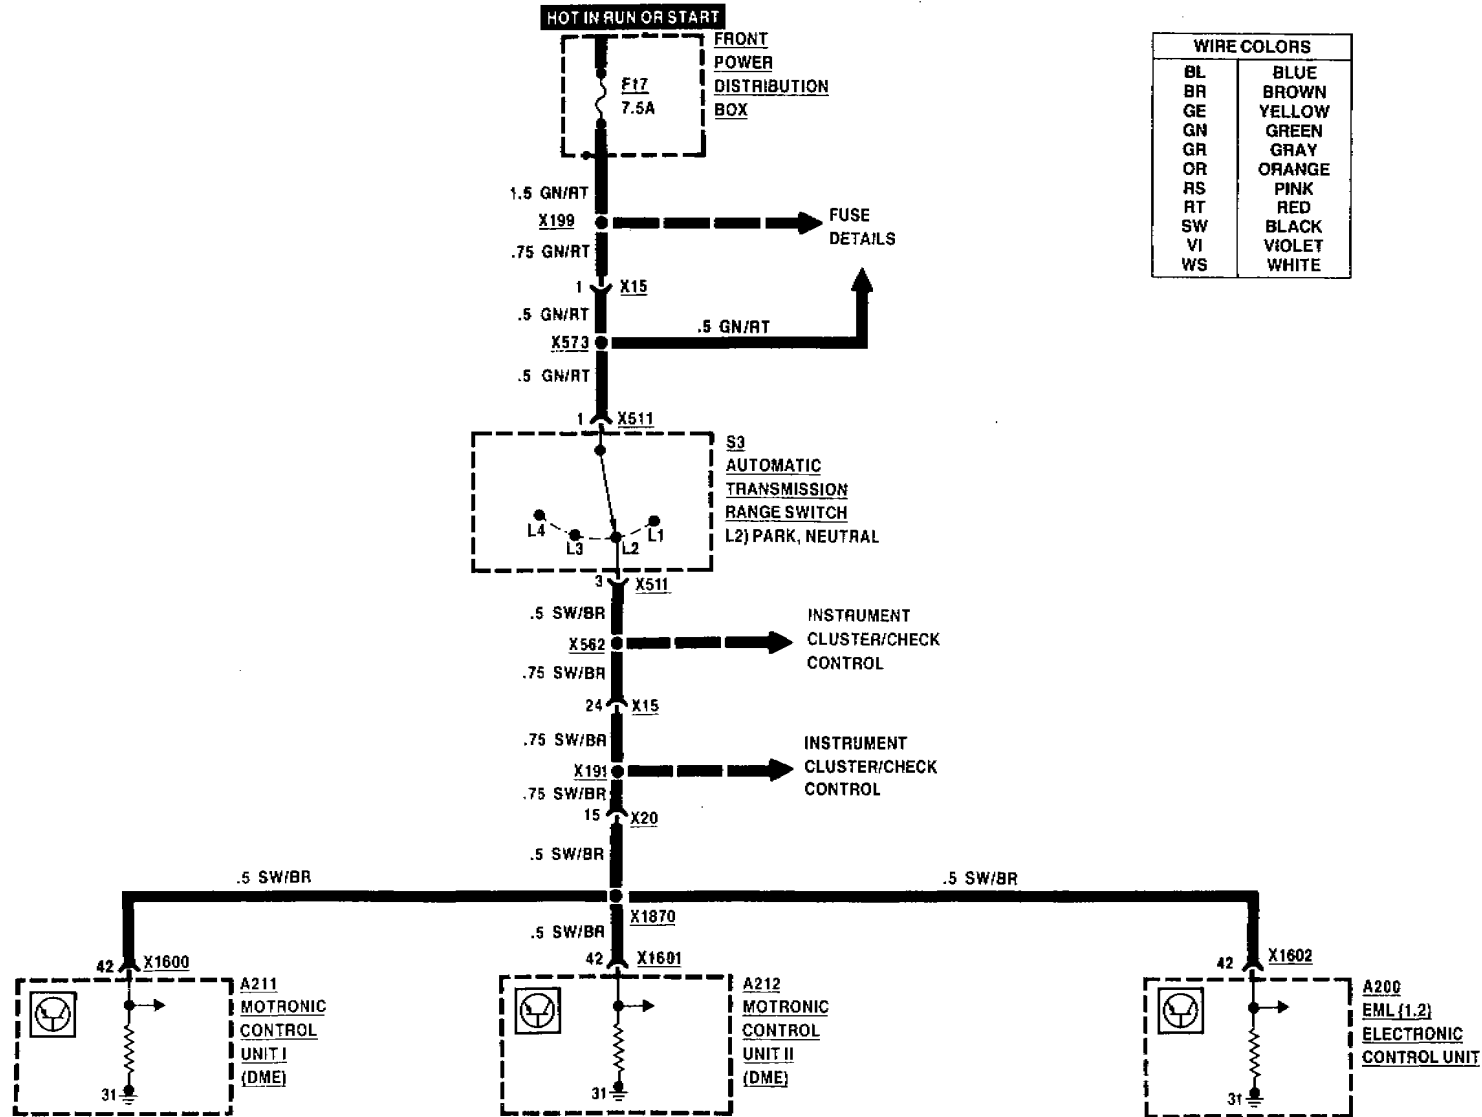 HOT IN RUN OR START
FRONT
POWER
DISTRIBUTION
BOX
F17
7.5A
1.5 GN/RT
X199
FUSE
DETAILS
.75 GN/RT
1 X15
.5 GN/RT
X573
.5 GN/RT
.5 GN/RT
1 X511
S3
AUTOMATIC
TRANSMISSION
RANGE SWITCH
L2) PARK, NEUTRAL
L4
L3
L2
L1
3 X511
.5 SW/BR
X562
INSTRUMENT
CLUSTER/CHECK
CONTROL
.75 SW/BR
24 X15
.75 SW/BR
X191
INSTRUMENT
CLUSTER/CHECK
CONTROL
.75 SW/BR
15 X20
.5 SW/BR
.5 SW/BR
.5 SW/BR
X1870
.5 SW/BR
42 X1600
A211
MOTRONIC
CONTROL
UNIT I
(DME)
31
42 X1601
A212
MOTRONIC
CONTROL
UNIT II
(DME)
31
42 X1602
A200
EML (1.2)
ELECTRONIC
CONTROL UNIT
31
WIRE COLORS
BL BLUE
BR BROWN
GE YELLOW
GN GREEN
GR GRAY
OR ORANGE
RS PINK
RT RED
SW BLACK
VI VIOLET
WS WHITE